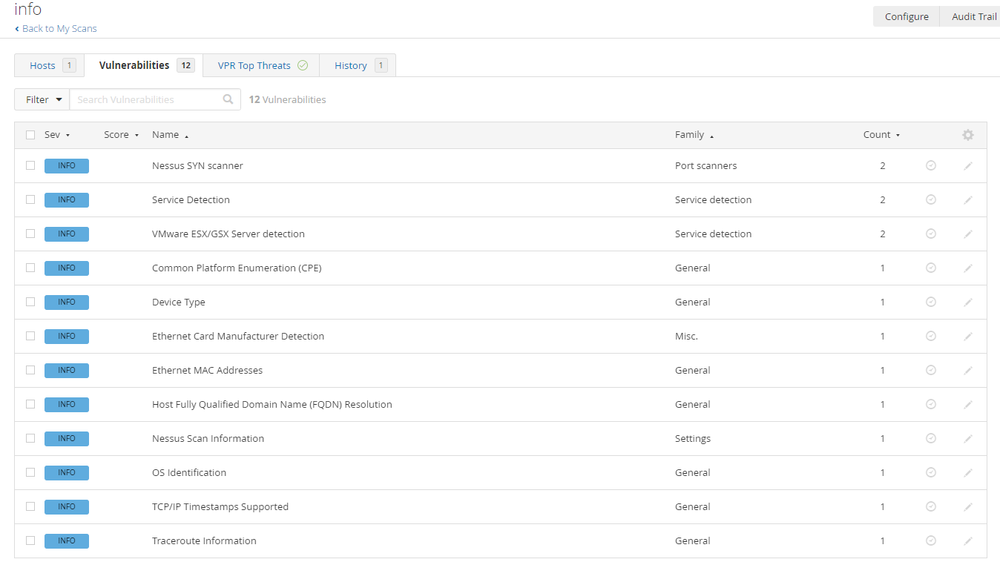 info
Back to My Scans
Configure Audit Trail
Hosts 1 Vulnerabilities 12 VPR Top Threats History 1
Filter Search Vulnerabilities 12 Vulnerabilities
Sev Score Name Family Count
INFO Nessus SYN scanner Port scanners 2
INFO Service Detection Service detection 2
INFO VMware ESX/GSX Server detection Service detection 2
INFO Common Platform Enumeration (CPE) General 1
INFO Device Type General 1
INFO Ethernet Card Manufacturer Detection Misc. 1
INFO Ethernet MAC Addresses General 1
INFO Host Fully Qualified Domain Name (FQDN) Resolution General 1
INFO Nessus Scan Information Settings 1
INFO OS Identification General 1
INFO TCP/IP Timestamps Supported General 1
INFO Traceroute Information General 1